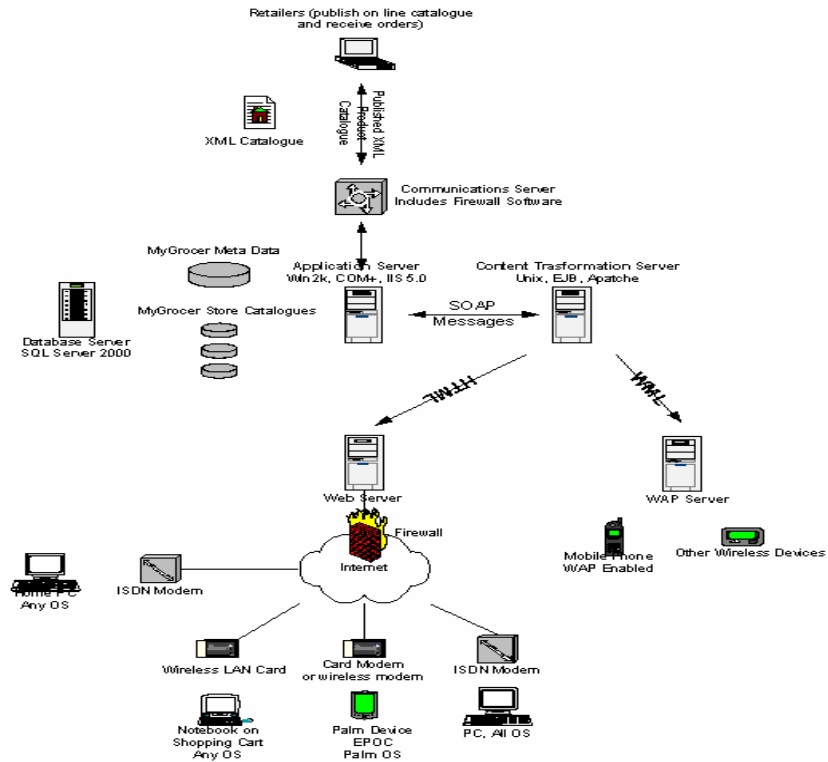 Retailers (publish on line catalogue
and receive orders)
Published XML
Product
Catalogue
XML Catalogue
Communications Server
Includes Firewall Software
MyGrocer Meta Data
Application Server
Win2k, COM+, IIS 5.0
Content Trasformation Server
Unix, EJB, Apatche
MyGrocer Store Catalogues
SOAP
Messages
Database Server
SQL Server 2000
HTML
WML
Web Server
WAP Server
Firewall
Internet
Mobile Phone
WAP Enabled
Other Wireless Devices
Home PC
Any OS
ISDN Modem
Wireless LAN Card
Card Modem
or wireless modem
ISDN Modem
Notebook on
Shopping Cart
Any OS
Palm Device
EPOC
Palm OS
PC, All OS